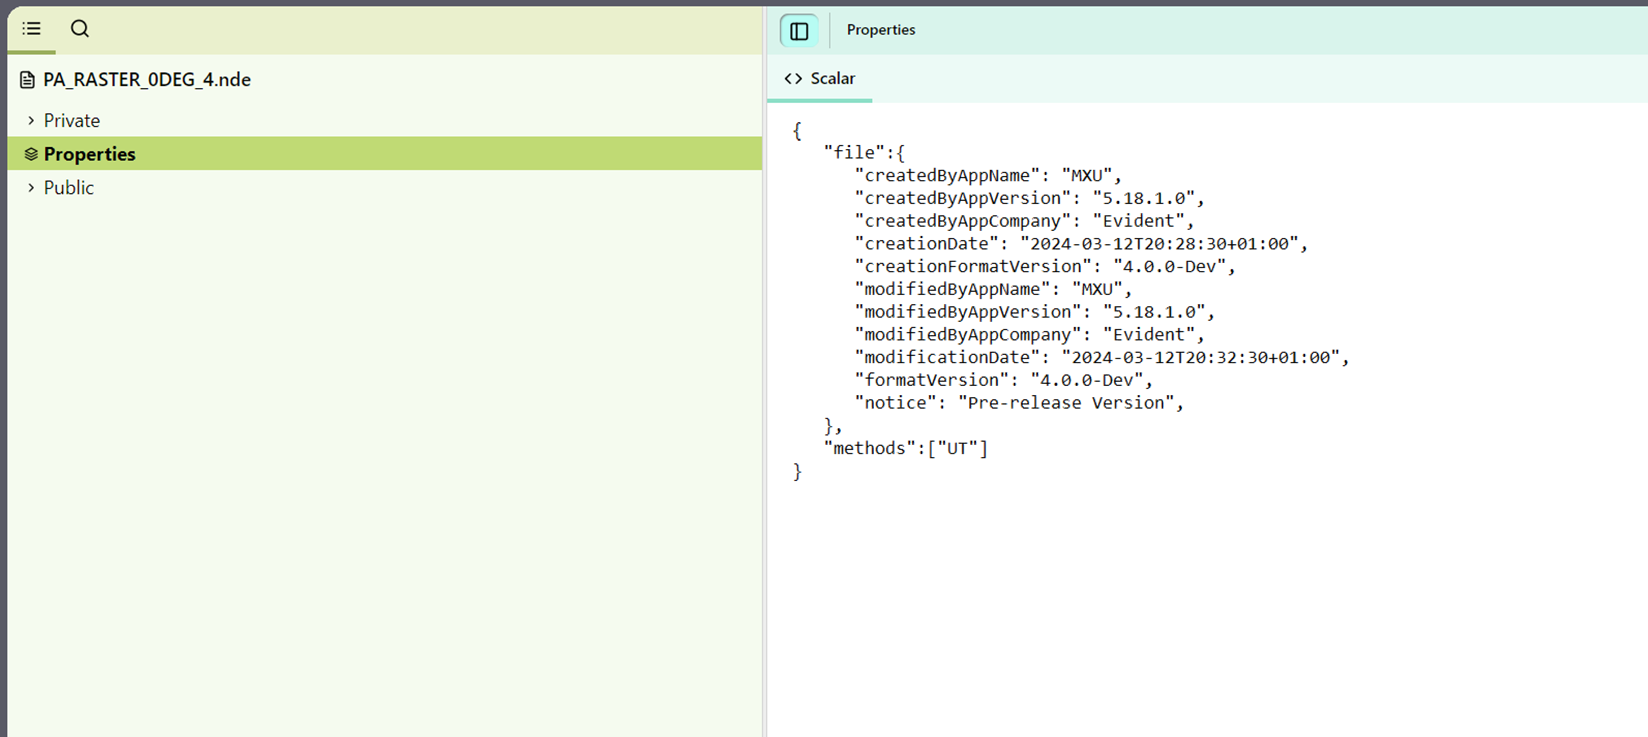 PA_RASTER_0DEG_4.nde
Private
Properties
Public
Properties
Scalar
{
"file":{
"createdByAppName": "MXU",
"createdByAppVersion": "5.18.1.0",
"createdByAppCompany": "Evident",
"creationDate": "2024-03-12T20:28:30+01:00",
"creationFormatVersion": "4.0.0-Dev",
"modifiedByAppName": "MXU",
"modifiedByAppVersion": "5.18.1.0",
"modifiedByAppCompany": "Evident",
"modificationDate": "2024-03-12T20:32:30+01:00",
"formatVersion": "4.0.0-Dev",
"notice": "Pre-release Version",
},
"methods":["UT"]
}